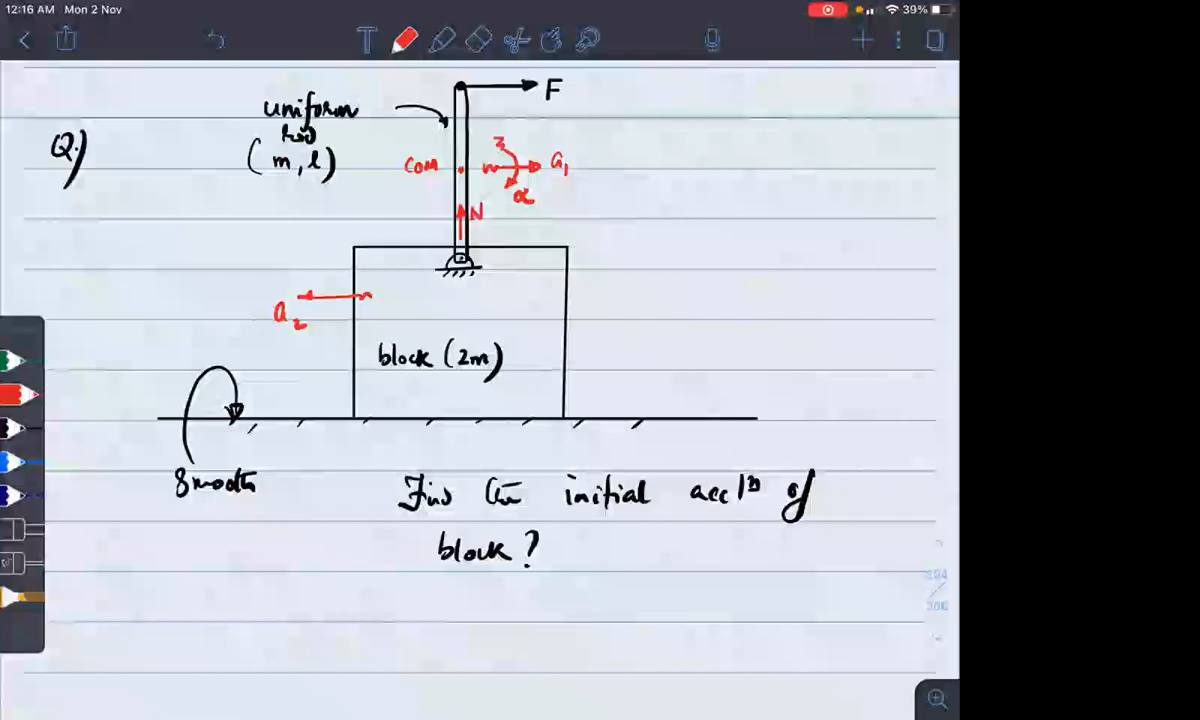 12:16 AM Mon 2 Nov
39%
T
F
uniform
rod
(m, l)
Q.)
com
a₁
α
N
a₂
block (2m)
Smooth
Find the initial accln of
block?